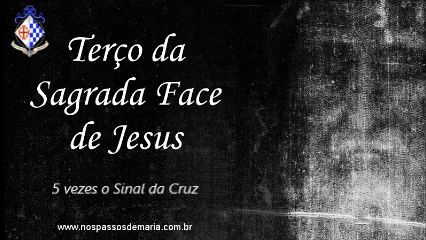 Terço da
Sagrada Face
de Jesus
5 vezes o Sinal da Cruz
www.nospassosdemaria.com.br